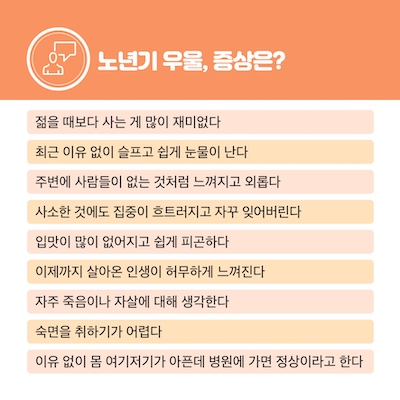 노년기 우울, 증상은?
젊을 때보다 사는 게 많이 재미없다
최근 이유 없이 슬프고 쉽게 눈물이 난다
주변에 사람들이 없는 것처럼 느껴지고 외롭다
사소한 것에도 집중이 흐트러지고 자꾸 잊어버린다
입맛이 많이 없어지고 쉽게 피곤하다
이제까지 살아온 인생이 허무하게 느껴진다
자주 죽음이나 자살에 대해 생각한다
숙면을 취하기가 어렵다
이유 없이 몸 여기저기가 아픈데 병원에 가면 정상이라고 한다